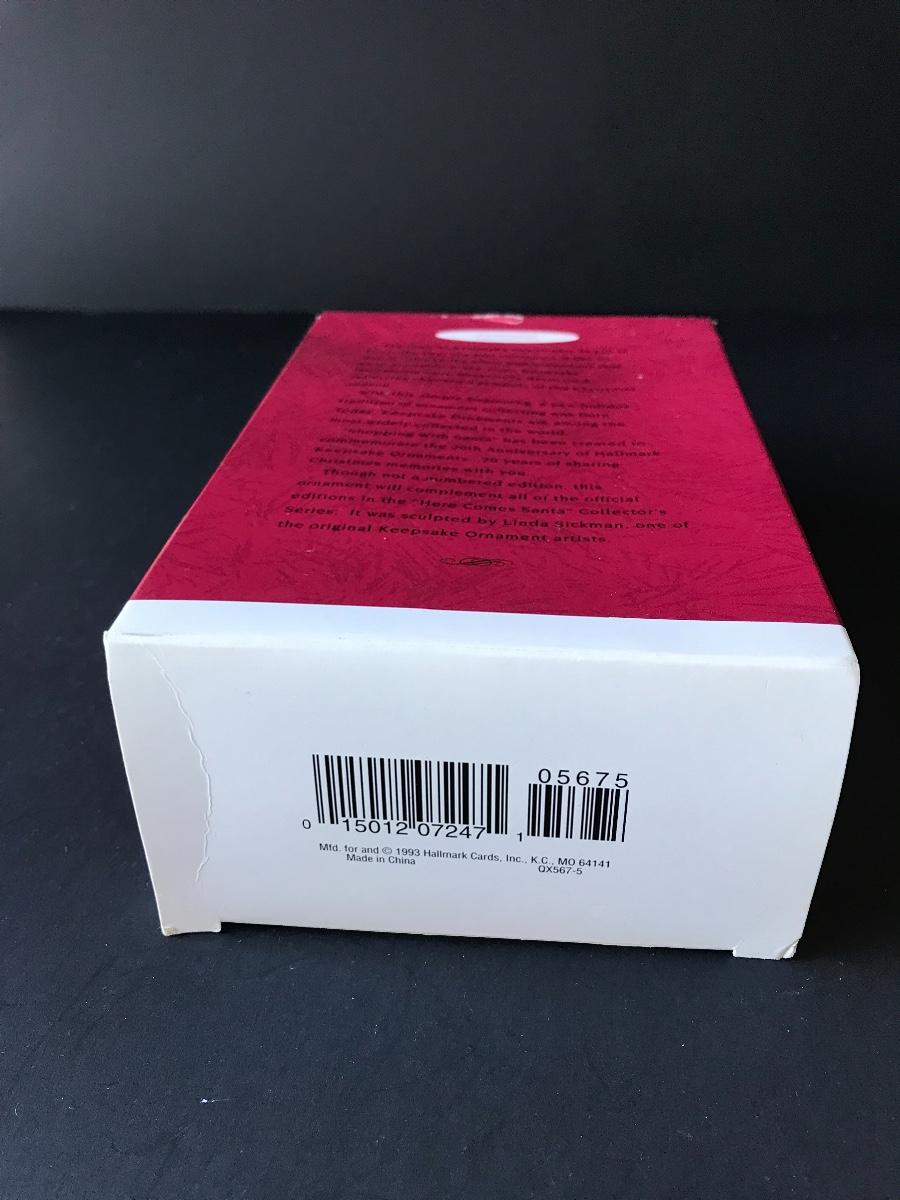 With this simple beginning, a new holiday
tradition of ornament collecting was born.
Today, Keepsake Ornaments are among the
most widely collected in the world.
"Shopping With Santa" has been created to
commemorate the 20th Anniversary of Hallmark
Keepsake Ornaments 20 years of sharing
Christmas memories with you.
Though not a numbered edition, this
ornament will complement all of the official
editions in the "Here Comes Santa" Collector's
Series. It was sculpted by Linda Sickman, one of
the original Keepsake Ornament artists.
05675
0 15012 07247 1
Mfd. for and © 1993 Hallmark Cards, Inc., K.C., MO 64141
Made in China
QX567-5